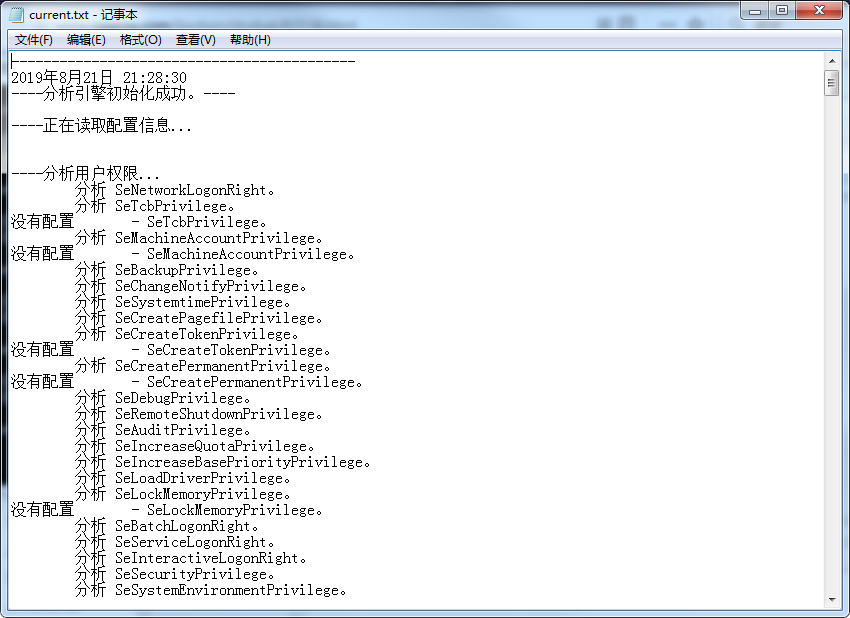 current.txt - 记事本
文件(F) 编辑(E) 格式(O) 查看(V) 帮助(H)
-------------------------------------------
2019年8月21日 21:28:30
----分析引擎初始化成功。----
----正在读取配置信息...
----分析用户权限...
分析 SeNetworkLogonRight。
分析 SeTcbPrivilege。
没有配置 - SeTcbPrivilege。
分析 SeMachineAccountPrivilege。
没有配置 - SeMachineAccountPrivilege。
分析 SeBackupPrivilege。
分析 SeChangeNotifyPrivilege。
分析 SeSystemtimePrivilege。
分析 SeCreatePagefilePrivilege。
分析 SeCreateTokenPrivilege。
没有配置 - SeCreateTokenPrivilege。
分析 SeCreatePermanentPrivilege。
没有配置 - SeCreatePermanentPrivilege。
分析 SeDebugPrivilege。
分析 SeRemoteShutdownPrivilege。
分析 SeAuditPrivilege。
分析 SeIncreaseQuotaPrivilege。
分析 SeIncreaseBasePriorityPrivilege。
分析 SeLoadDriverPrivilege。
分析 SeLockMemoryPrivilege。
没有配置 - SeLockMemoryPrivilege。
分析 SeBatchLogonRight。
分析 SeServiceLogonRight。
分析 SeInteractiveLogonRight。
分析 SeSecurityPrivilege。
分析 SeSystemEnvironmentPrivilege。